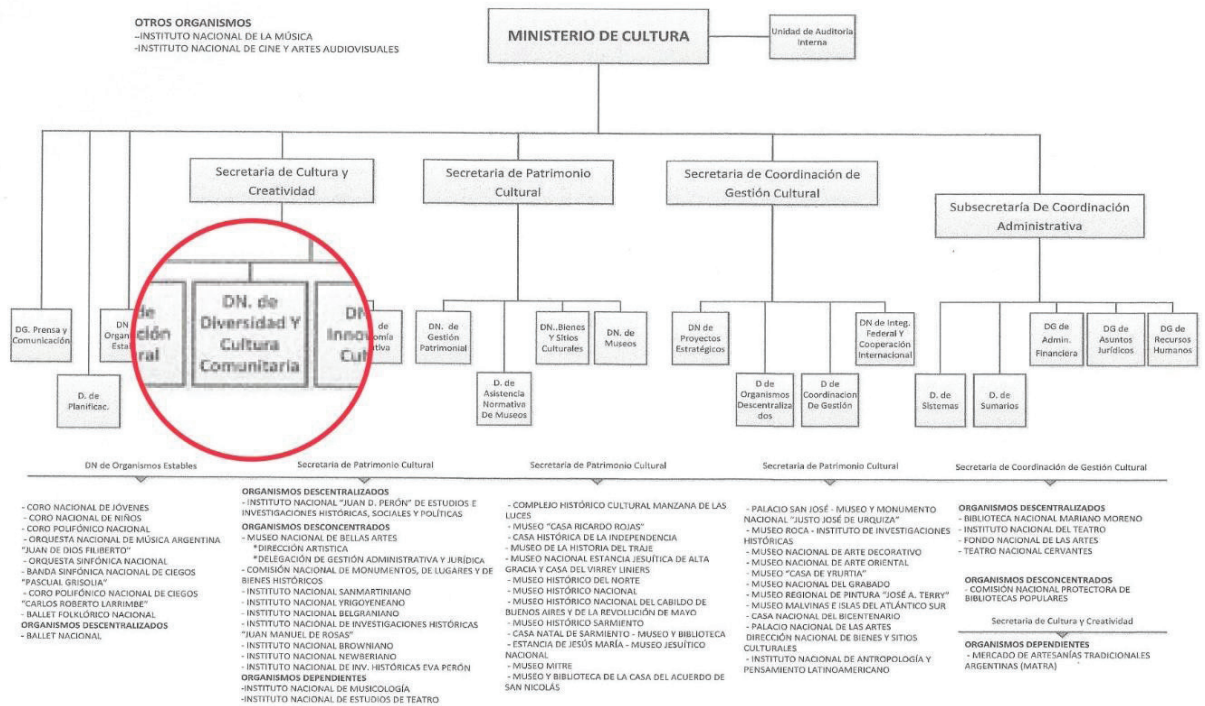 OTROS ORGANISMOS
–INSTITUTO NACIONAL DE LA MÚSICA
-INSTITUTO NACIONAL DE CINE Y ARTES AUDIOVISUALES
MINISTERIO DE CULTURA
Unidad de Auditoria
Interna
Secretaria de Cultura y
Creatividad
Secretaria de Patrimonio
Cultural
Secretaria de Coordinación de
Gestión Cultural
Subsecretaría De Coordinación
Administrativa
DG. Prensa y
Comunicación
D. de
Planificac.
DN
DN. de
Diversidad Y
Cultura
Comunitaria
DN. de
Gestión
Patrimonial
D. de
Asistencia
Normativa
De Museos
DN..Bienes
Y Sitios
Culturales
DN. de
Museos
DN de
Proyectos
Estratégicos
D de
Organismos
Descentraliza
dos
D de
Coordinacion
De Gestión
DN de Integ.
Federal Y
Cooperación
Internacional
D. de
Sistemas
D. de
Sumarios
DG de
Admin.
Financiera
DG de
Asuntos
Jurídicos
DG de
Recursos
Humanos
DN de Organismos Estables
- CORO NACIONAL DE JÓVENES
- CORO NACIONAL DE NIÑOS
- CORO POLIFÓNICO NACIONAL
- ORQUESTA NACIONAL DE MÚSICA ARGENTINA
"JUAN DE DIOS FILIBERTO"
- ORQUESTA SINFÓNICA NACIONAL
- BANDA SINFÓNICA NACIONAL DE CIEGOS
"PASCUAL GRISOLIA"
- CORO POLIFÓNICO NACIONAL DE CIEGOS
"CARLOS ROBERTO LARRIMBE"
- BALLET FOLKLÓRICO NACIONAL
ORGANISMOS DESCENTRALIZADOS
- BALLET NACIONAL
Secretaria de Patrimonio Cultural
ORGANISMOS DESCENTRALIZADOS
- INSTITUTO NACIONAL "JUAN D. PERÓN" DE ESTUDIOS E
INVESTIGACIONES HISTÓRICAS, SOCIALES Y POLÍTICAS
ORGANISMOS DESCONCENTRADOS
- MUSEO NACIONAL DE BELLAS ARTES
*DIRECCIÓN ARTISTICA
*DELEGACIÓN DE GESTIÓN ADMINISTRATIVA Y JURÍDICA
- COMISIÓN NACIONAL DE MONUMENTOS, DE LUGARES Y DE
BIENES HISTÓRICOS
- INSTITUTO NACIONAL SANMARTINIANO
- INSTITUTO NACIONAL YRIGOYENEANO
- INSTITUTO NACIONAL BELGRANIANO
- INSTITUTO NACIONAL DE INVESTIGACIONES HISTÓRICAS
"JUAN MANUEL DE ROSAS"
- INSTITUTO NACIONAL BROWNIANO
- INSTITUTO NACIONAL NEWBERIANO
- INSTITUTO NACIONAL DE INV. HISTÓRICAS EVA PERÓN
ORGANISMOS DEPENDIENTES
-INSTITUTO NACIONAL DE MUSICOLOGÍA
-INSTITUTO NACIONAL DE ESTUDIOS DE TEATRO
Secretaria de Patrimonio Cultural
- COMPLEJO HISTÓRICO CULTURAL MANZANA DE LAS
LUCES
- MUSEO "CASA RICARDO ROJAS"
- CASA HISTÓRICA DE LA INDEPENDENCIA
- MUSEO DE LA HISTORIA DEL TRAJE
- MUSEO NACIONAL ESTANCIA JESUÍTICA DE ALTA
GRACIA Y CASA DEL VIRREY LINIERS
- MUSEO HISTÓRICO DEL NORTE
- MUSEO HISTÓRICO NACIONAL
- MUSEO HISTÓRICO NACIONAL DEL CABILDO DE
BUENOS AIRES Y DE LA REVOLUCIÓN DE MAYO
- MUSEO HISTÓRICO SARMIENTO
- CASA NATAL DE SARMIENTO - MUSEO Y BIBLIOTECA
- ESTANCIA DE JESÚS MARÍA - MUSEO JESUÍTICO
NACIONAL
- MUSEO MITRE
- MUSEO Y BIBLIOTECA DE LA CASA DEL ACUERDO DE
SAN NICOLÁS
Secretaria de Patrimonio Cultural
- PALACIO SAN JOSÉ - MUSEO Y MONUMENTO
NACIONAL "JUSTO JOSÉ DE URQUIZA"
- MUSEO ROCA - INSTITUTO DE INVESTIGACIONES
HISTÓRICAS
- MUSEO NACIONAL DE ARTE DECORATIVO
- MUSEO NACIONAL DE ARTE ORIENTAL
- MUSEO "CASA DE YRURTIA"
- MUSEO NACIONAL DEL GRABADO
- MUSEO REGIONAL DE PINTURA "JOSÉ A. TERRY"
- MUSEO MALVINAS E ISLAS DEL ATLÁNTICO SUR
- CASA NACIONAL DEL BICENTENARIO
- PALACIO NACIONAL DE LAS ARTES
DIRECCIÓN NACIONAL DE BIENES Y SITIOS
CULTURALES
- INSTITUTO NACIONAL DE ANTROPOLOGÍA Y
PENSAMIENTO LATINOAMERICANO
Secretaria de Coordinación de Gestión Cultural
ORGANISMOS DESCENTRALIZADOS
- BIBLIOTECA NACIONAL MARIANO MORENO
- INSTITUTO NACIONAL DEL TEATRO
- FONDO NACIONAL DE LAS ARTES
- TEATRO NACIONAL CERVANTES
ORGANISMOS DESCONCENTRADOS
- COMISIÓN NACIONAL PROTECTORA DE
BIBLIOTECAS POPULARES
Secretaria de Cultura y Creatividad
ORGANISMOS DEPENDIENTES
- MERCADO DE ARTESANÍAS TRADICIONALES
ARGENTINAS (MATRA)